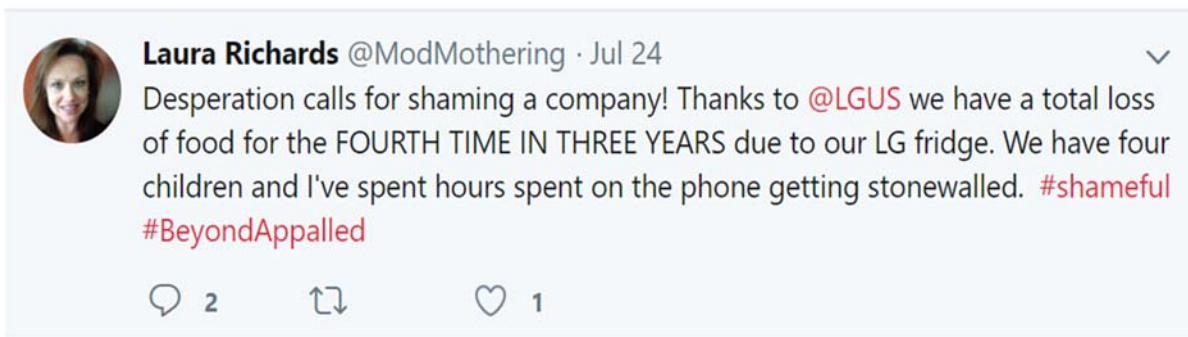 Laura Richards @ModMothering · Jul 24
Desperation calls for shaming a company! Thanks to @LGUS we have a total loss
of food for the FOURTH TIME IN THREE YEARS due to our LG fridge. We have four
children and I've spent hours spent on the phone getting stonewalled. #shameful
#BeyondAppalled
2 1